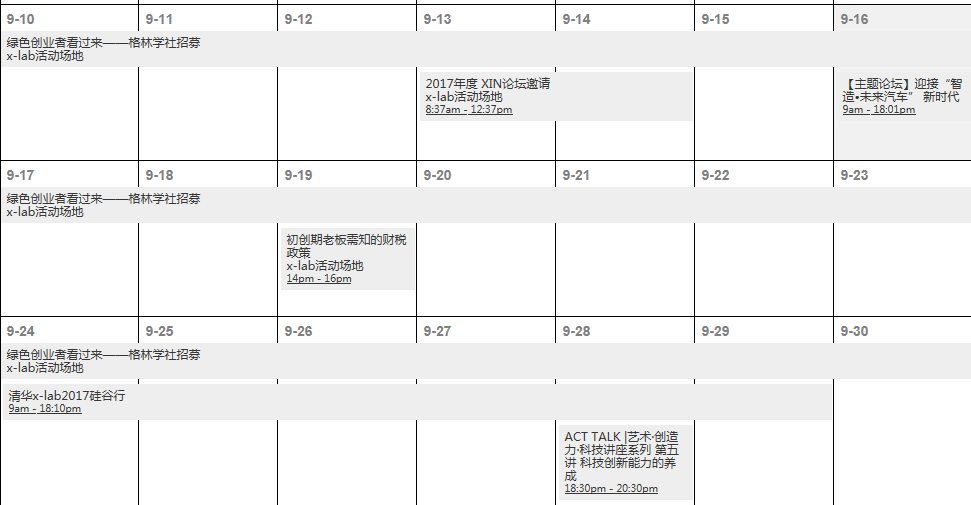 9-10 9-11 9-12 9-13 9-14 9-15 9-16
绿色创业者看过来——格林学社招募
x-lab活动场地
2017年度 XIN论坛邀请
x-lab活动场地
8:37am - 12:37pm
【主题论坛】迎接“智
造•未来汽车” 新时代
9am - 18:01pm
9-17 9-18 9-19 9-20 9-21 9-22 9-23
绿色创业者看过来——格林学社招募
x-lab活动场地
初创期老板需知的财税
政策
x-lab活动场地
14pm - 16pm
9-24 9-25 9-26 9-27 9-28 9-29 9-30
绿色创业者看过来——格林学社招募
x-lab活动场地
清华x-lab2017硅谷行
9am - 18:10pm
ACT TALK |艺术·创造
力·科技讲座系列 第五
讲 科技创新能力的养
成
18:30pm - 20:30pm